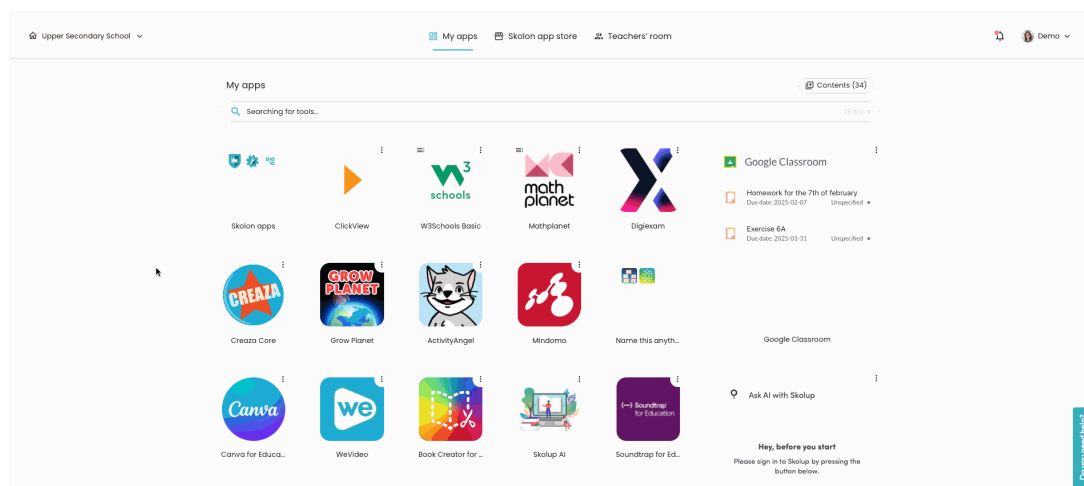 Upper Secondary School
My apps
Skolon app store
Teachers' room
Demo
My apps
Contents (34)
Searching for tools...
W3
schools
math
planet
Google Classroom
Homework for the 7th of february
Due date: 2025-02-07
Unspecified
Exercise 6A
Due date: 2025-01-31
Unspecified
Skolon apps
ClickView
W3Schools Basic
Mathplanet
Digiexam
CREAZA
GROW
PLANET
Creaza Core
Grow Planet
ActivityAngel
Mindomo
Name this anyth...
Google Classroom
Canva
we
Soundtrap
for Education
Ask AI with Skolup
Canva for Educa...
WeVideo
Book Creator for ...
Skolup AI
Soundtrap for Ed...
Hey, before you start
Please sign in to Skolup by pressing the
button below.
Do you need help?